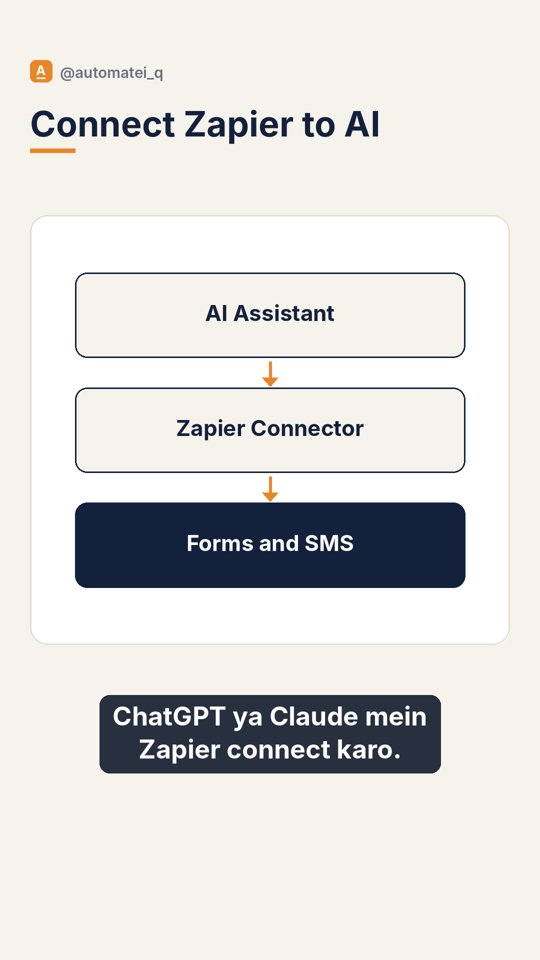 A
@automatei_q
Connect Zapier to AI
AI Assistant
Zapier Connector
Forms and SMS
ChatGPT ya Claude mein
Zapier connect karo.